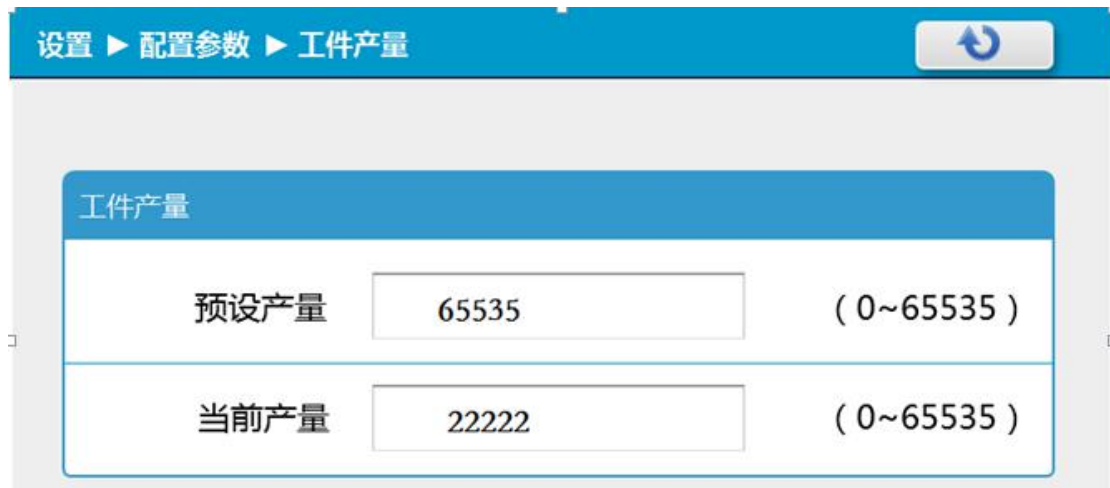 设置 ▶ 配置参数 ▶ 工件产量
工件产量
预设产量 65535 (0~65535)
当前产量 22222 (0~65535)